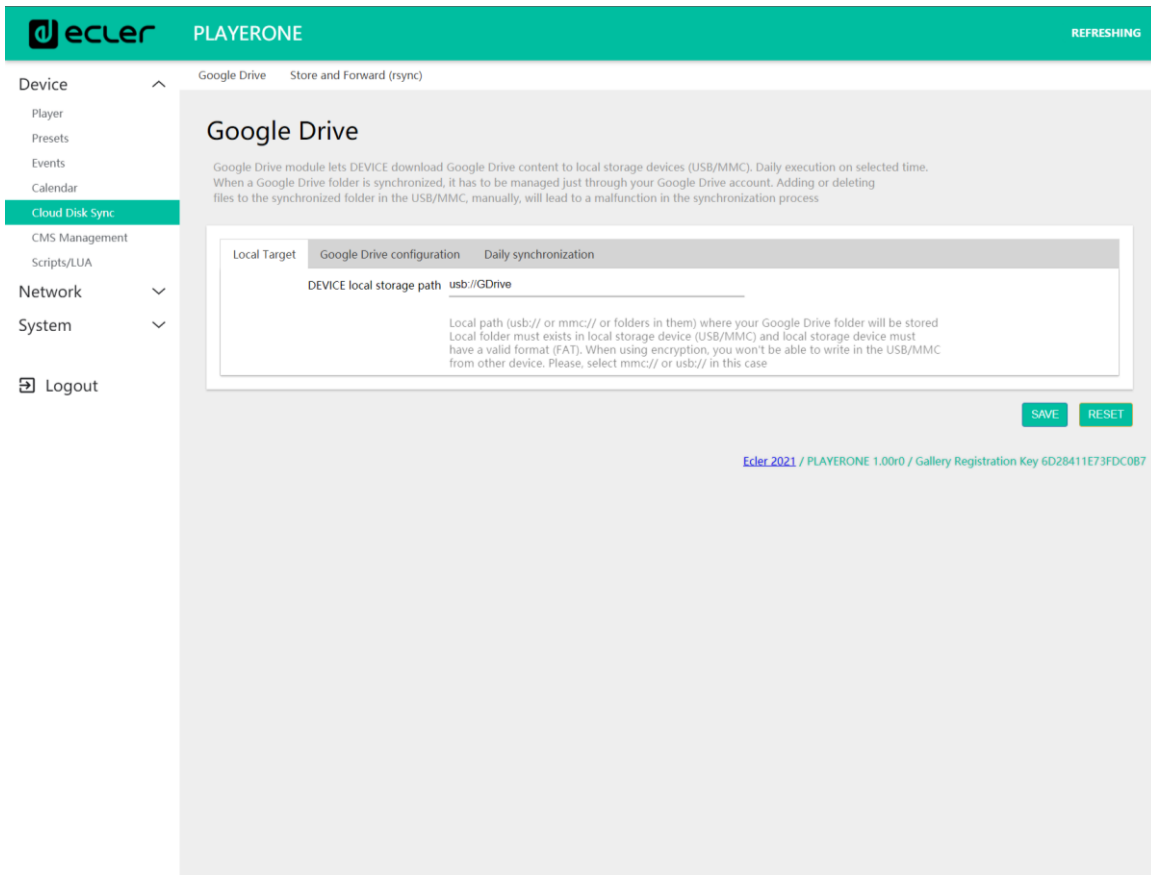 ecler
PLAYERONE
REFRESHING
Device
Player
Presets
Events
Calendar
Cloud Disk Sync
CMS Management
Scripts/LUA
Network
System
Logout
Google Drive
Store and Forward (rsync)
Google Drive
Google Drive module lets DEVICE download Google Drive content to local storage devices (USB/MMC). Daily execution on selected time.
When a Google Drive folder is synchronized, it has to be managed just through your Google Drive account. Adding or deleting
files to the synchronized folder in the USB/MMC, manually, will lead to a malfunction in the synchronization process
Local Target
Google Drive configuration
Daily synchronization
DEVICE local storage path usb://GDrive
Local path (usb:// or mmc:// or folders in them) where your Google Drive folder will be stored
Local folder must exists in local storage device (USB/MMC) and local storage device must
have a valid format (FAT). When using encryption, you won't be able to write in the USB/MMC
from other device. Please, select mmc:// or usb:// in this case
SAVE
RESET
Ecler 2021 / PLAYERONE 1.00r0 / Gallery Registration Key 6D28411E73FDC0B7